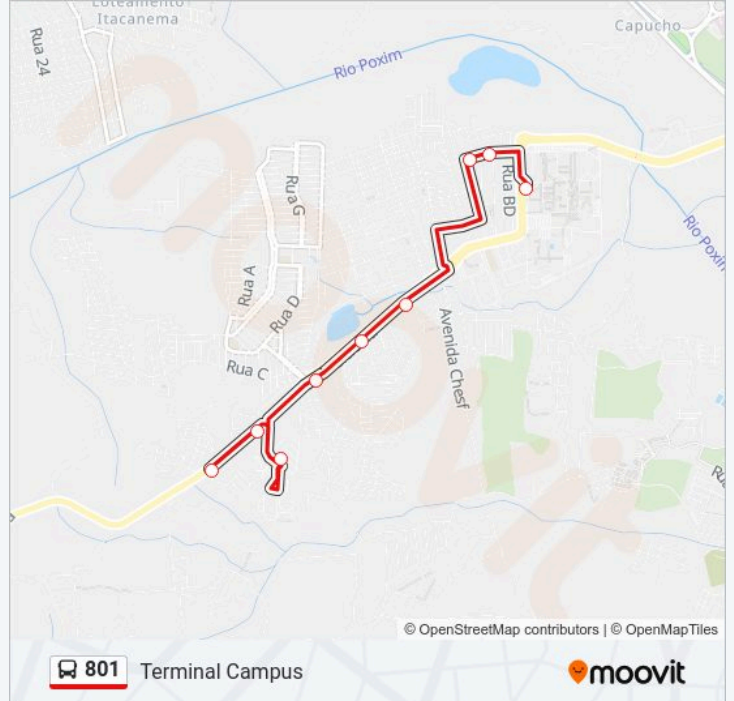 Loteamento
Itacanema
Capucho
Rua 24
Rio Poxim
Rua G
Rua BD
Rio Poxim
Rua A
Rua D
Avenida Chesf
Rua C
© OpenStreetMap contributors | © OpenMapTiles
801 Terminal Campus
moovit